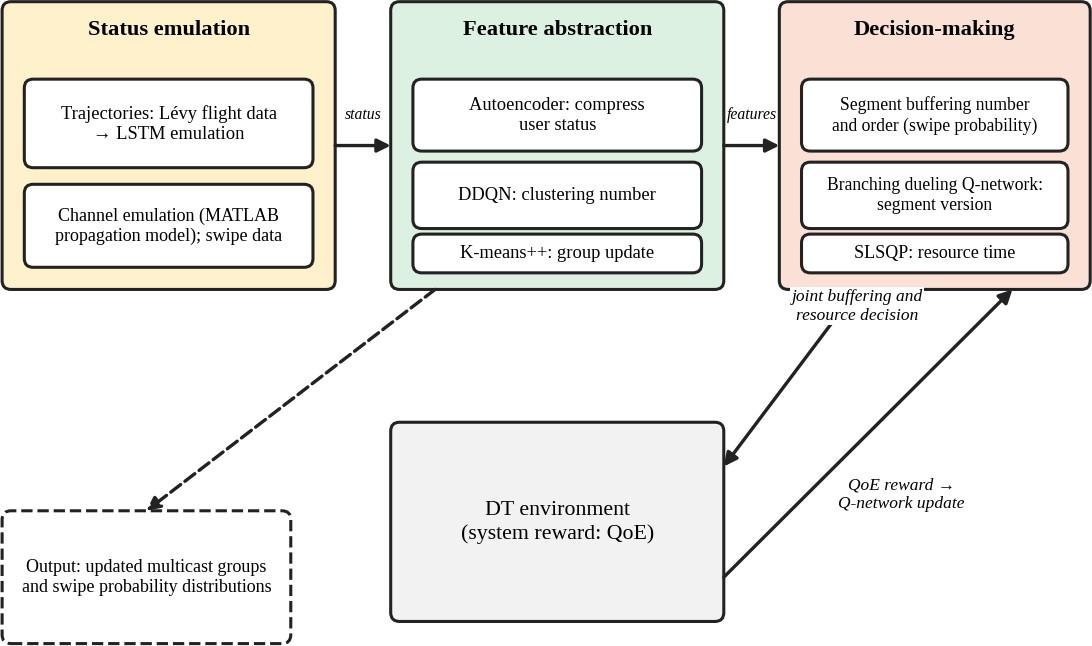 Status emulation
Trajectories: Lévy flight data
→ LSTM emulation
Channel emulation (MATLAB
propagation model); swipe data
status
Feature abstraction
Autoencoder: compress
user status
DDQN: clustering number
K-means++: group update
features
Decision-making
Segment buffering number
and order (swipe probability)
Branching dueling Q-network:
segment version
SLSQP: resource time
joint buffering and
resource decision
DT environment
(system reward: QoE)
QoE reward →
Q-network update
Output: updated multicast groups
and swipe probability distributions